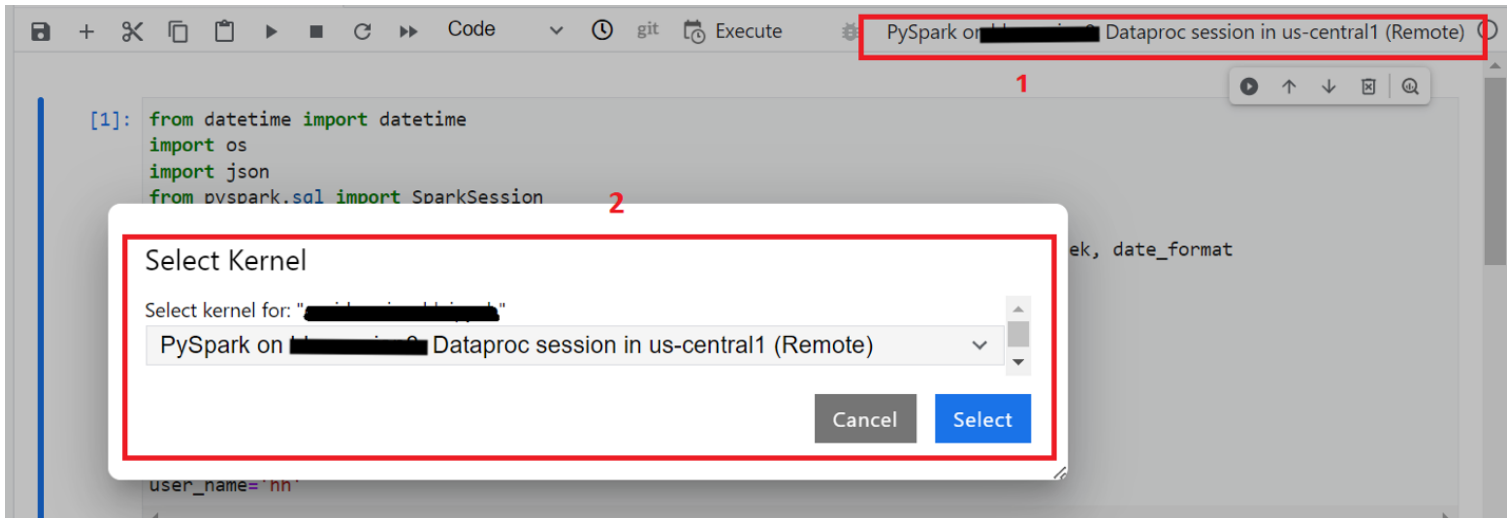 Code git Execute PySpark on Dataproc session in us-central1 (Remote)
1
[1]: from datetime import datetime
import os
import json
from pyspark.sql import SparkSession
2
ek, date_format
Select Kernel
Select kernel for: " "
PySpark on Dataproc session in us-central1 (Remote)
Cancel Select
user_name='hh'